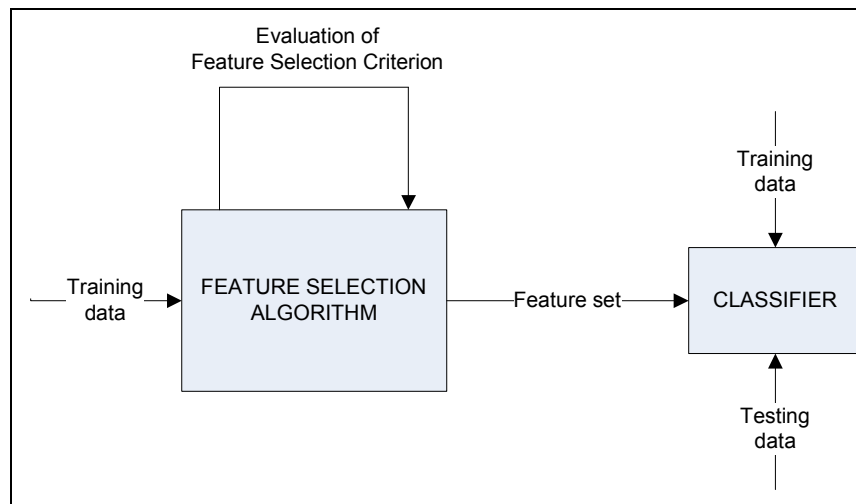 Evaluation of
Feature Selection Criterion
Training
data
FEATURE SELECTION
ALGORITHM
Feature set
Training
data
CLASSIFIER
Testing
data